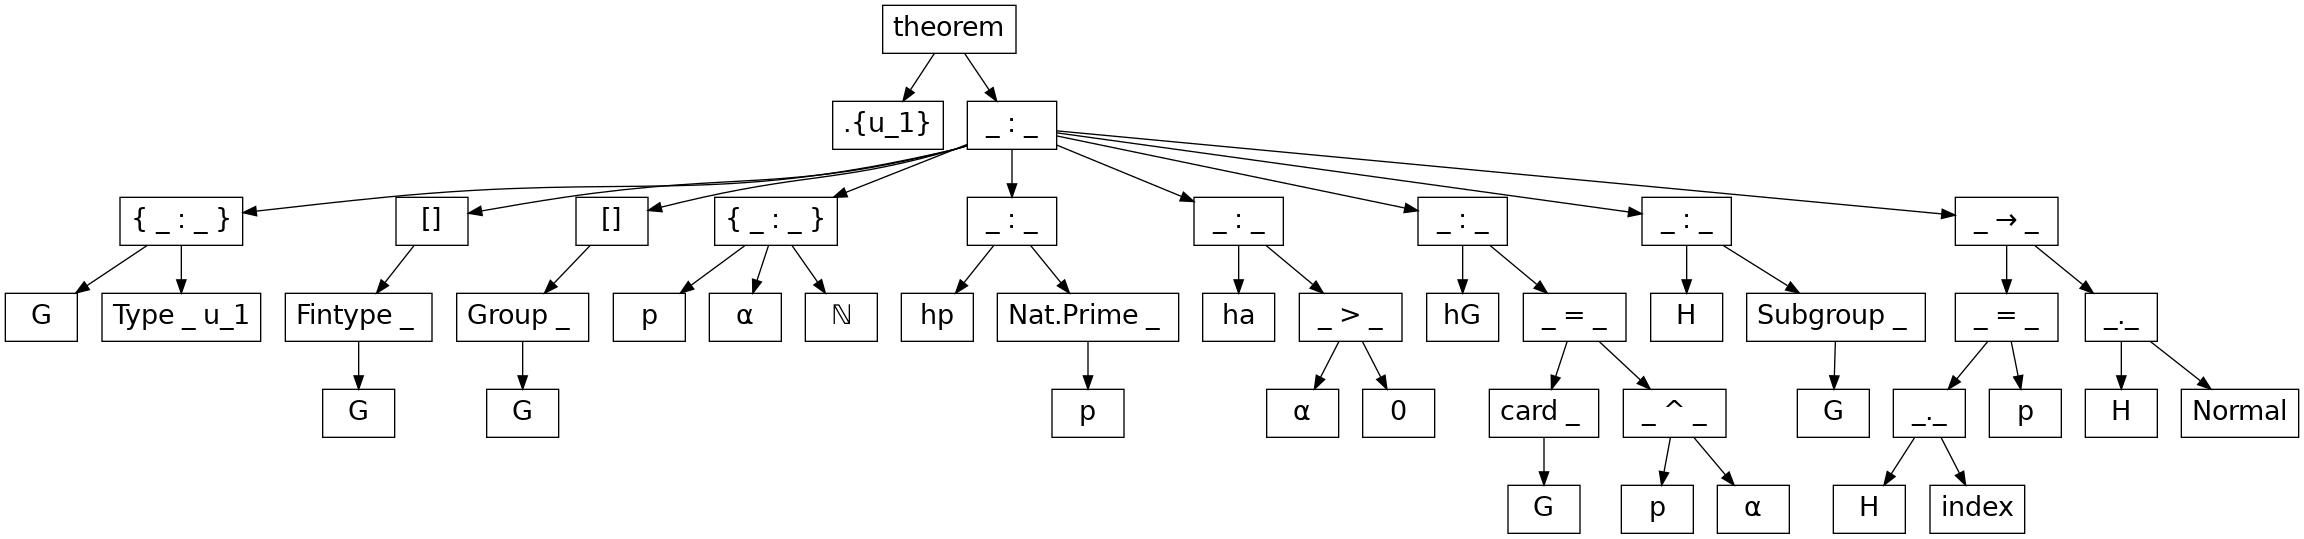 theorem
.{u_1} _ : _
{ _ : _ } [] [] { _ : _ } _ : _ _ : _ _ : _ _ : _ _ → _
G Type _ u_1 Fintype _ Group _ p α ℕ hp Nat.Prime _ ha _ > _ hG _ = _ H Subgroup _ _ = _ _._
G G p α 0 card _ _ ^ _ G _._ p H Normal
G p α H index